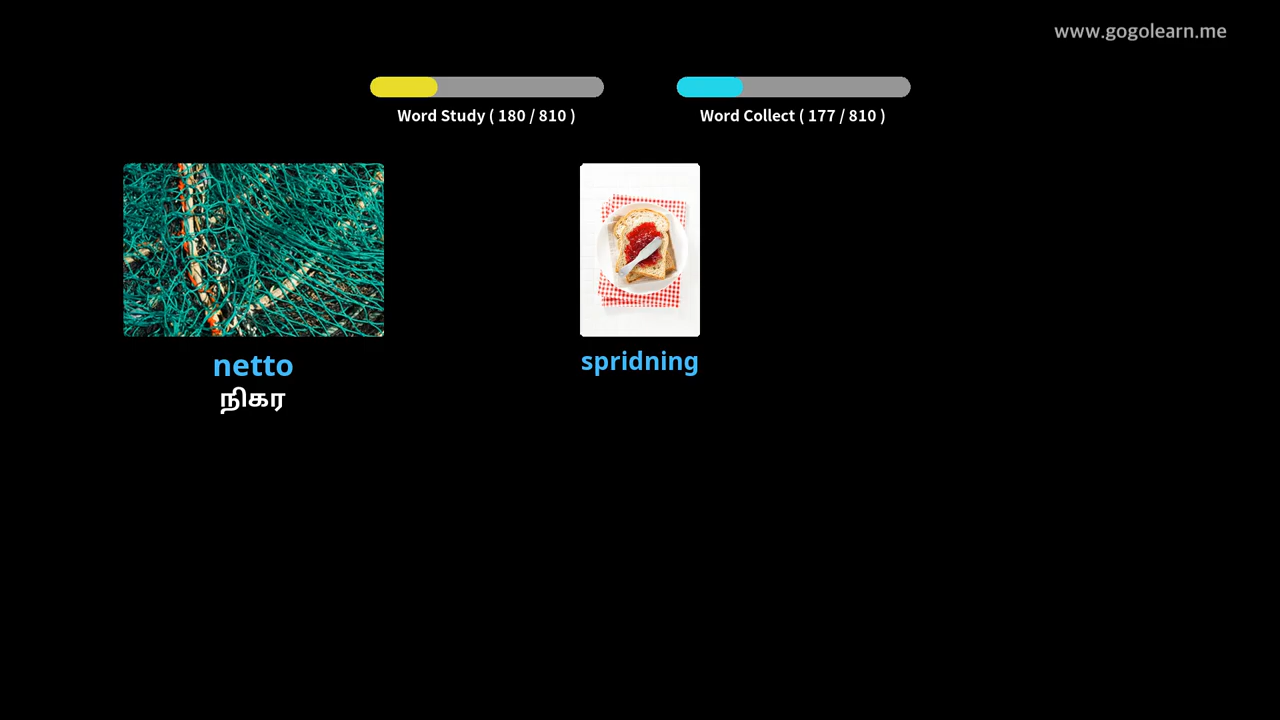 www.gogolearn.me
Word Study ( 180 / 810 )
Word Collect ( 177 / 810 )
netto
நிகர
spridning